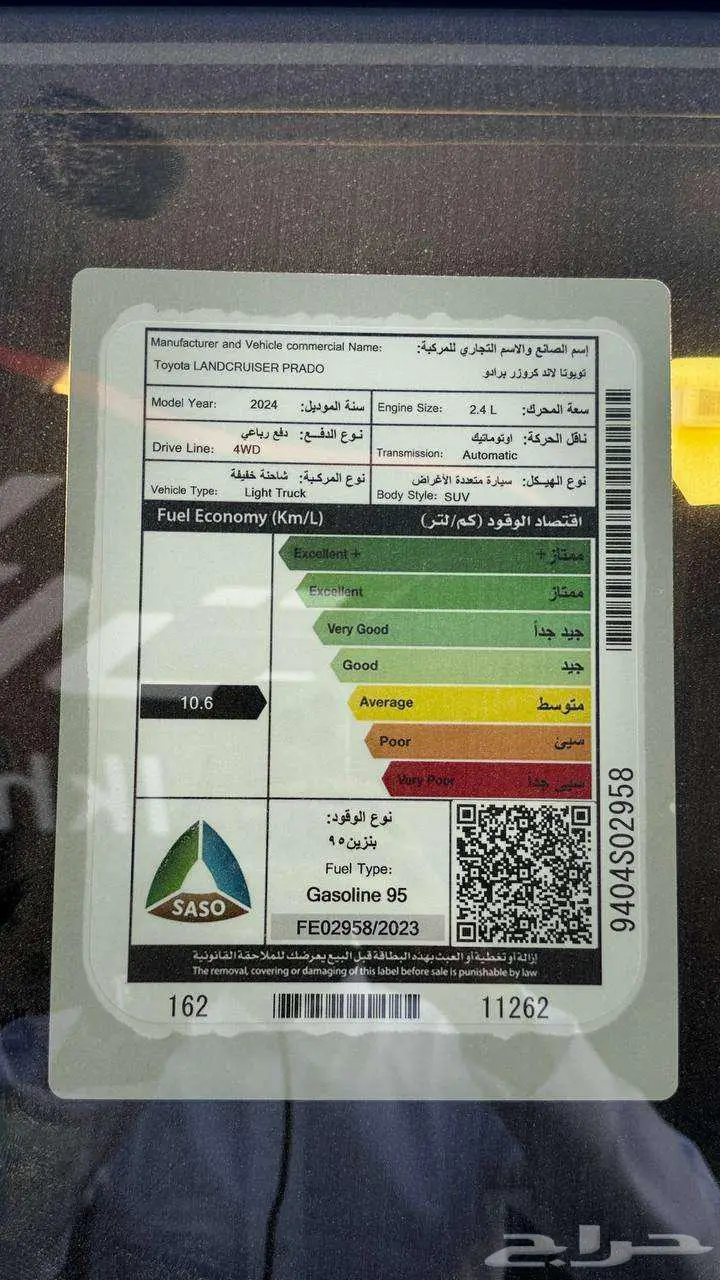 Manufacturer and Vehicle commercial Name: إسم الصانع والاسم التجاري للمركبة:
Toyota LANDCRUISER PRADO تويوتا لاند كروزر برادو
Model Year: 2024 سنة الموديل: Engine Size: 2.4 L سعة المحرك:
نوع الدفع: دفع رباعي ناقل الحركة: اوتوماتيك
Drive Line: 4WD Transmission: Automatic
نوع المركبة: شاحنة خفيفة نوع الهيكل: سيارة متعددة الأغراض
Vehicle Type: Light Truck Body Style: SUV
Fuel Economy (Km/L) اقتصاد الوقود (كم/لتر)
Excellent + ممتاز +
Excellent ممتاز
Very Good جيد جداً
Good جيد
10.6 Average متوسط
Poor سيئ
Very Poor سيئ جداً
نوع الوقود:
بنزين ٩٥
Fuel Type:
Gasoline 95
SASO
FE02958/2023
9404S02958
إزالة أو تغطية أو العبث بهذه البطاقة قبل البيع يعرضك للملاحقة القانونية
The removal, covering or damaging of this label before sale is punishable by law
162 11262
حراج